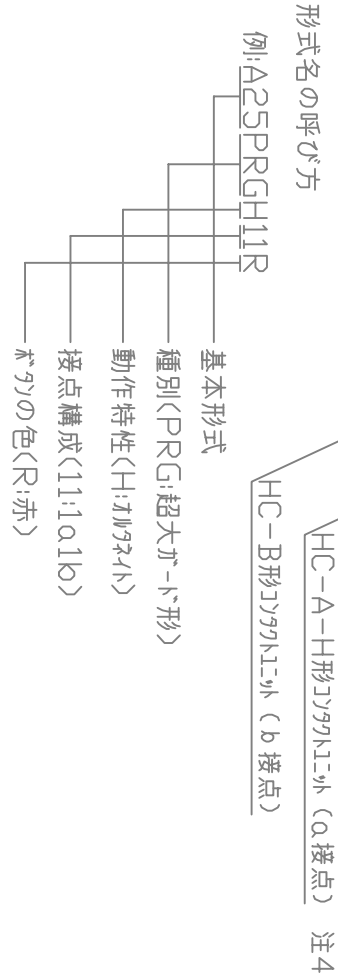 HC-A-H形ｺﾝﾀｸﾄﾕﾆｯﾄ（a接点）　注4
HC-B形ｺﾝﾀｸﾄﾕﾆｯﾄ（b接点）
形式名の呼び方
例:A25PRGH11R
基本形式
種別(PRG:超大ｶﾞｰﾄﾞ形)
動作特性(H:ｵﾙﾀﾈｲﾄ)
接点構成(11:1a1b)
ﾎﾞﾀﾝの色(R:赤)